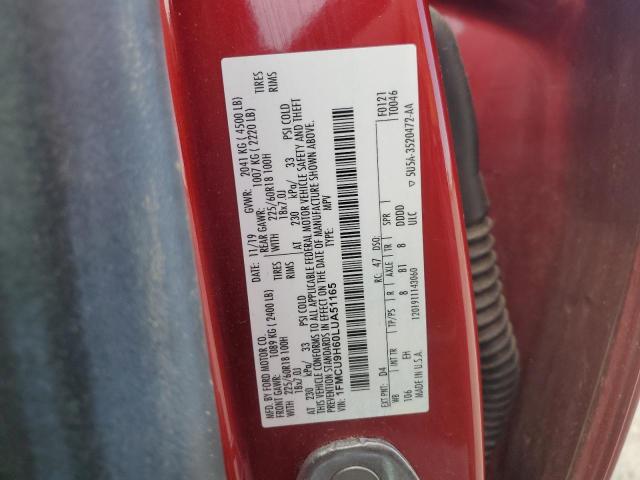 MFD. BY FORD MOTOR CO.
DATE: 11/19 GVWR: 2041 KG ( 4500 LB)
FRONT GAWR: 1089 KG ( 2400 LB) REAR GAWR: 1007 KG ( 2220 LB)
WITH 225/60R18 100H TIRES WITH 225/60R18 100H TIRES
18x7.0J RIMS 18x7.0J RIMS
AT 230 kPa/ 33 PSI COLD AT 230 kPa/ 33 PSI COLD
THIS VEHICLE CONFORMS TO ALL APPLICABLE FEDERAL MOTOR VEHICLE SAFETY AND THEFT
PREVENTION STANDARDS IN EFFECT ON THE DATE OF MANUFACTURE SHOWN ABOVE.
1FMCU9H60LUA51165 TYPE: MPV
F0121
T0046
EXT PNT: D4 RC: 47 DSO:
WB INT TR TP/PS R AXLE TR SPR
106 EH 8 B1 8 DDDD
MADE IN U.S.A. 1201911143060 ULC
5U5A-3520472-AA